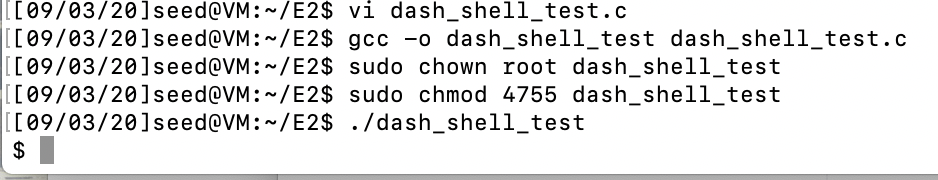 [[09/03/20]seed@VM:~/E2$ vi dash_shell_test.c
[[09/03/20]seed@VM:~/E2$ gcc -o dash_shell_test dash_shell_test.c
[[09/03/20]seed@VM:~/E2$ sudo chown root dash_shell_test
[[09/03/20]seed@VM:~/E2$ sudo chmod 4755 dash_shell_test
[[09/03/20]seed@VM:~/E2$ ./dash_shell_test
$